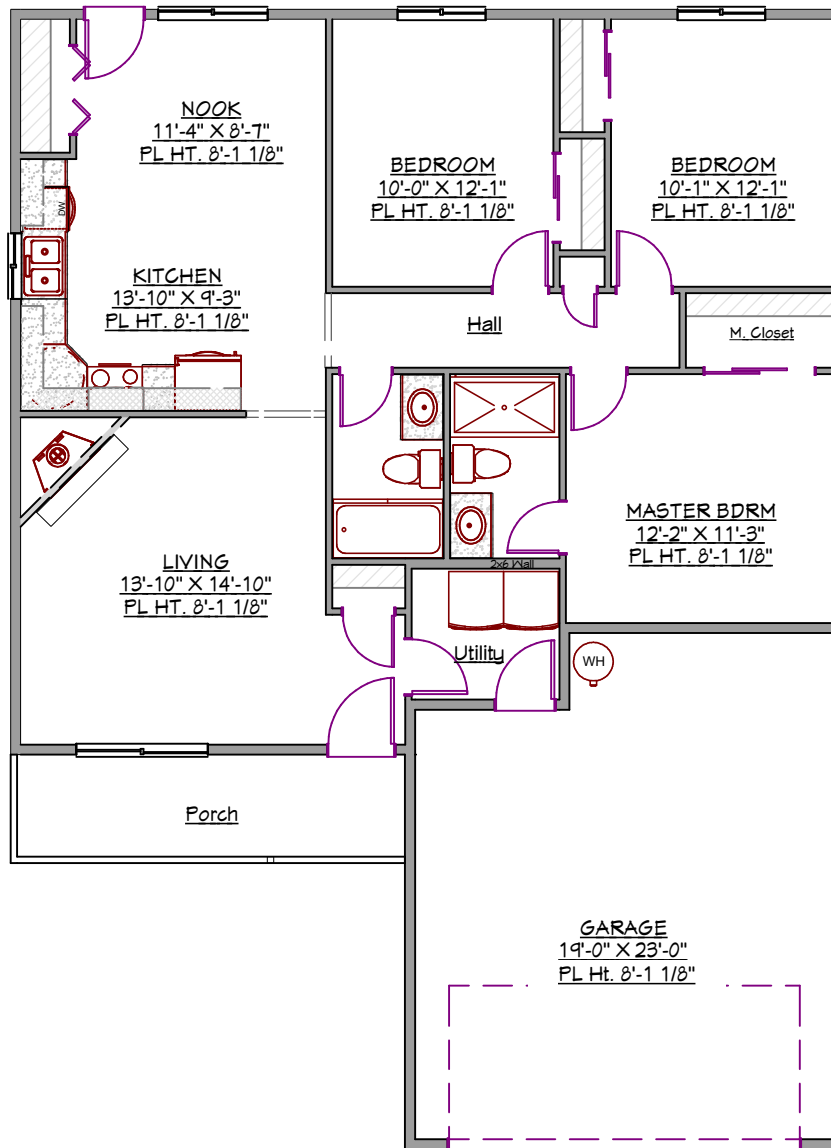 NOOK
11'-4" X 8'-7"
PL HT. 8'-1 1/8"
BEDROOM
10'-0" X 12'-1"
PL HT. 8'-1 1/8"
BEDROOM
10'-1" X 12'-1"
PL HT. 8'-1 1/8"
DW
KITCHEN
13'-10" X 9'-3"
PL HT. 8'-1 1/8"
Hall
M. Closet
MASTER BDRM
12'-2" X 11'-3"
PL HT. 8'-1 1/8"
LIVING
13'-10" X 14'-10"
PL HT. 8'-1 1/8"
2x6 Wall
Utility
WH
Porch
GARAGE
19'-0" X 23'-0"
PL Ht. 8'-1 1/8"